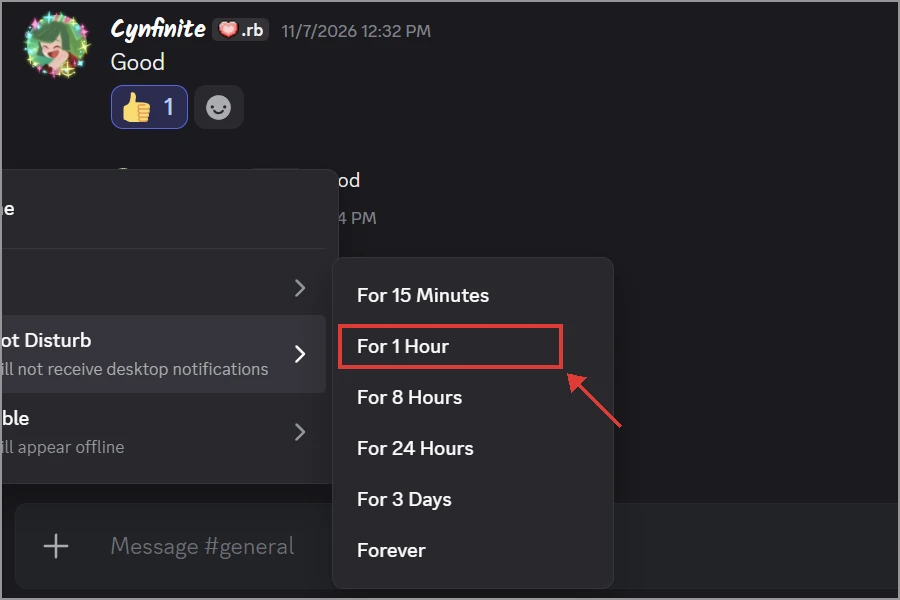 Cynfinite .rb 11/7/2026 12:32 PM
Good
1
od
4 PM
e
ot Disturb
ill not receive desktop notifications
ble
ill appear offline
For 15 Minutes
For 1 Hour
For 8 Hours
For 24 Hours
For 3 Days
Forever
Message #general